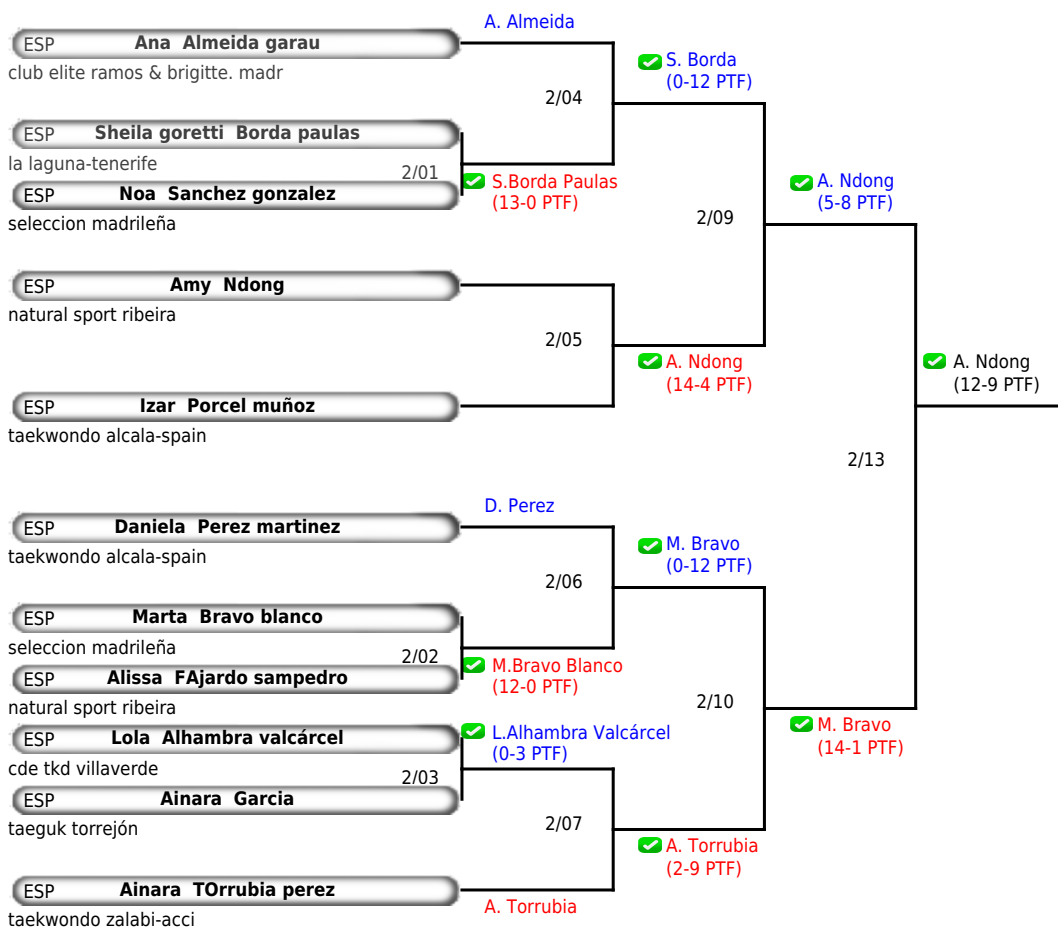 A. Almeida
ESP Ana Almeida garau
club elite ramos & brigitte. madr
S. Borda
(0-12 PTF)
2/04
ESP Sheila goretti Borda paulas
la laguna-tenerife
2/01
S.Borda Paulas
(13-0 PTF)
A. Ndong
(5-8 PTF)
ESP Noa Sanchez gonzalez
seleccion madrileña
2/09
ESP Amy Ndong
natural sport ribeira
2/05
A. Ndong
(14-4 PTF)
A. Ndong
(12-9 PTF)
ESP Izar Porcel muñoz
taekwondo alcala-spain
2/13
D. Perez
ESP Daniela Perez martinez
taekwondo alcala-spain
M. Bravo
(0-12 PTF)
2/06
ESP Marta Bravo blanco
seleccion madrileña
2/02
M.Bravo Blanco
(12-0 PTF)
ESP Alissa FAjardo sampedro
natural sport ribeira
2/10
M. Bravo
(14-1 PTF)
L.Alhambra Valcárcel
(0-3 PTF)
ESP Lola Alhambra valcárcel
cde tkd villaverde
2/03
ESP Ainara Garcia
taeguk torrejón
2/07
A. Torrubia
(2-9 PTF)
ESP Ainara TOrrubia perez
A. Torrubia
taekwondo zalabi-acci